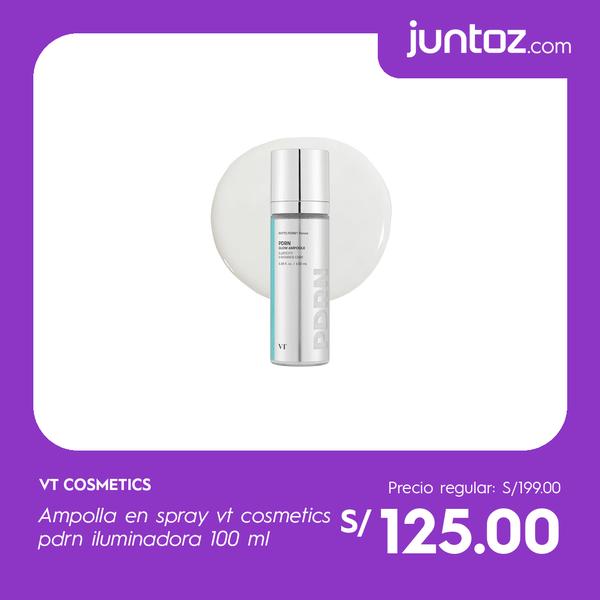 juntoz.com
PDRN
GLOW AMPOULE
VT
PDRN
VT COSMETICS
Precio regular: S/199.00
Ampolla en spray vt cosmetics
pdrn iluminadora 100 ml
S/125.00